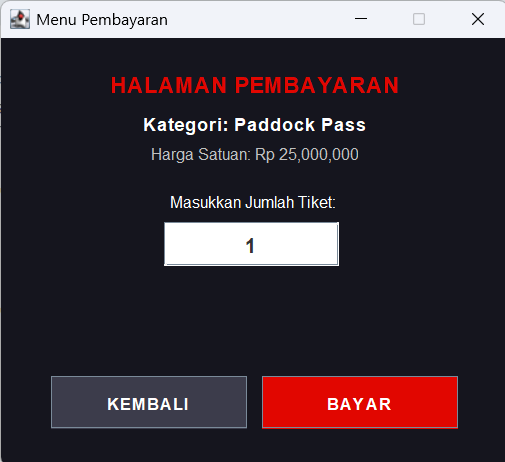 Menu Pembayaran
HALAMAN PEMBAYARAN
Kategori: Paddock Pass
Harga Satuan: Rp 25,000,000
Masukkan Jumlah Tiket:
1
KEMBALI
BAYAR